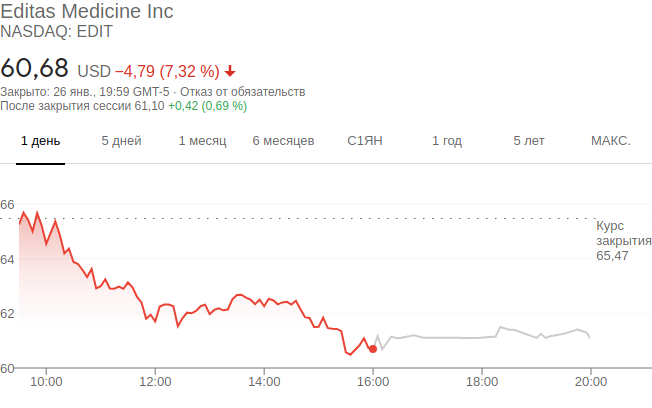 Editas Medicine Inc
NASDAQ: EDIT
60,68 USD −4,79 (7,32 %)
Закрыто: 26 янв., 19:59 GMT-5 · Отказ от обязательств
После закрытия сессии 61,10 +0,42 (0,69 %)
1 день 5 дней 1 месяц 6 месяцев С1ЯН 1 год 5 лет МАКС.
66
Курс
закрытия
65,47
64
62
60
10:00 12:00 14:00 16:00 18:00 20:00